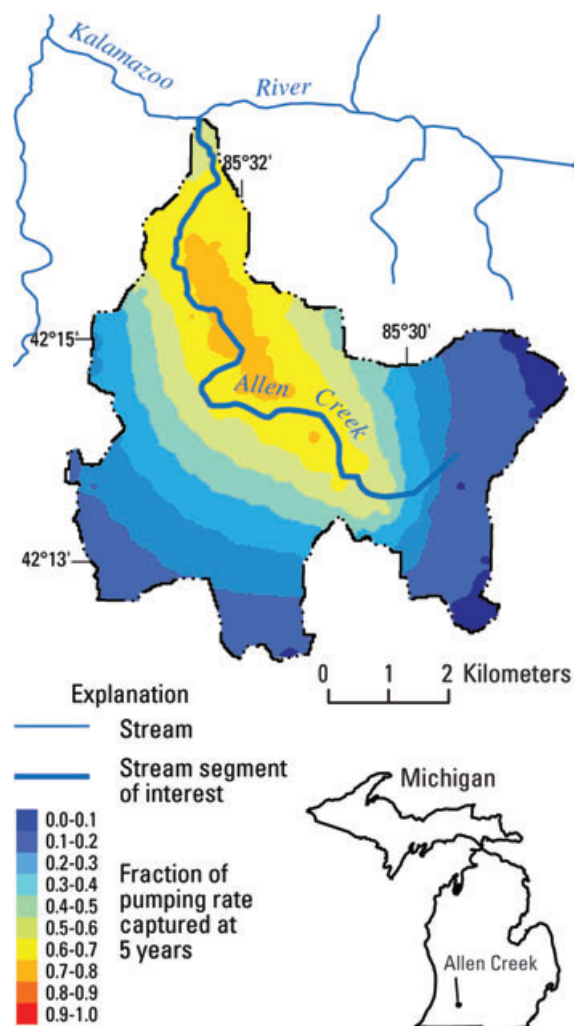 Kalamazoo
River
85°32'
42°15'
85°30'
Allen
Creek
42°13'
0 1 2 Kilometers
Explanation
Stream
Stream segment
of interest
Michigan
0.0-0.1
0.1-0.2
0.2-0.3
0.3-0.4
0.4-0.5
0.5-0.6
0.6-0.7
0.7-0.8
0.8-0.9
0.9-1.0
Fraction of
pumping rate
captured at
5 years
Allen Creek